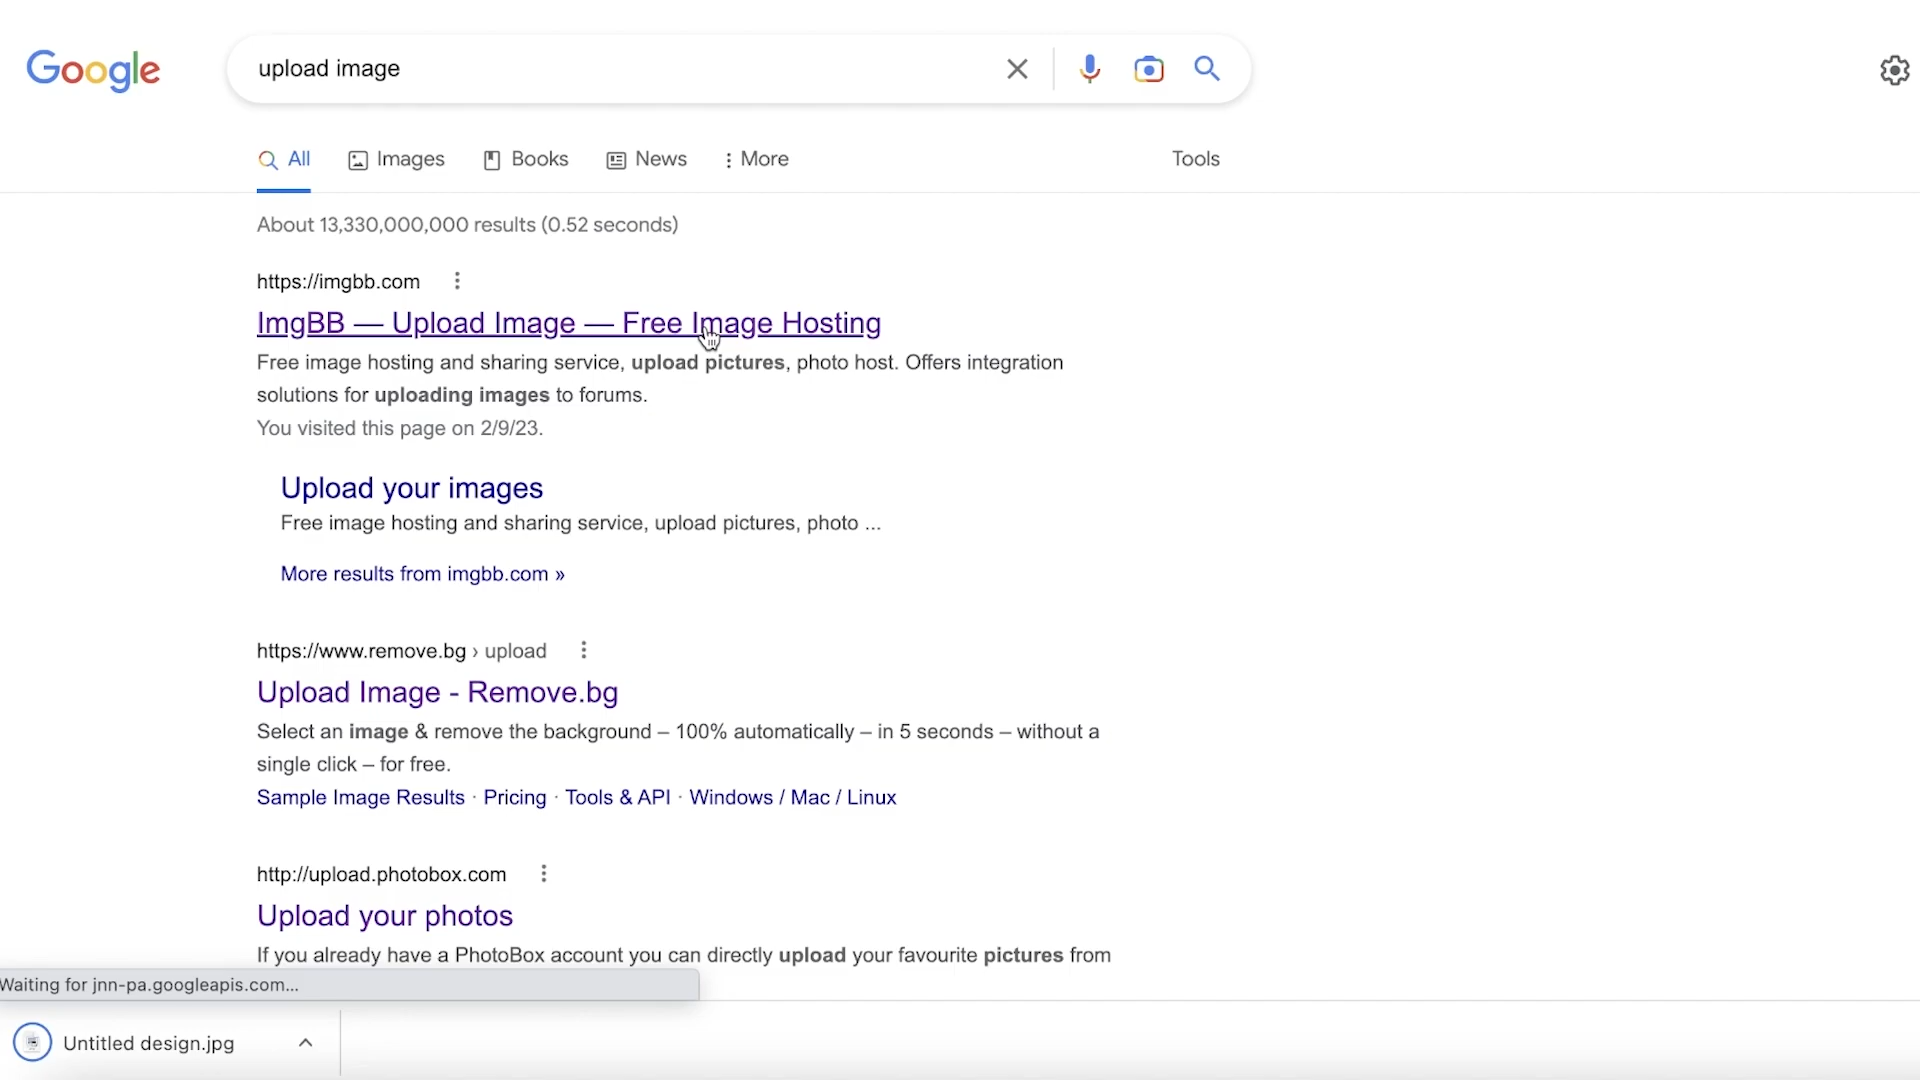 Google
upload image
All
Images
Books
News
More
Tools
About 13,330,000,000 results (0.52 seconds)
https://imgbb.com
ImgBB — Upload Image — Free Image Hosting
Free image hosting and sharing service, upload pictures, photo host. Offers integration
solutions for uploading images to forums.
You visited this page on 2/9/23.
Upload your images
Free image hosting and sharing service, upload pictures, photo ...
More results from imgbb.com »
https://www.remove.bg › upload
Upload Image - Remove.bg
Select an image & remove the background – 100% automatically – in 5 seconds – without a
single click – for free.
Sample Image Results · Pricing · Tools & API · Windows / Mac / Linux
http://upload.photobox.com
Upload your photos
If you already have a PhotoBox account you can directly upload your favourite pictures from
Waiting for jnn-pa.googleapis.com...
Untitled design.jpg